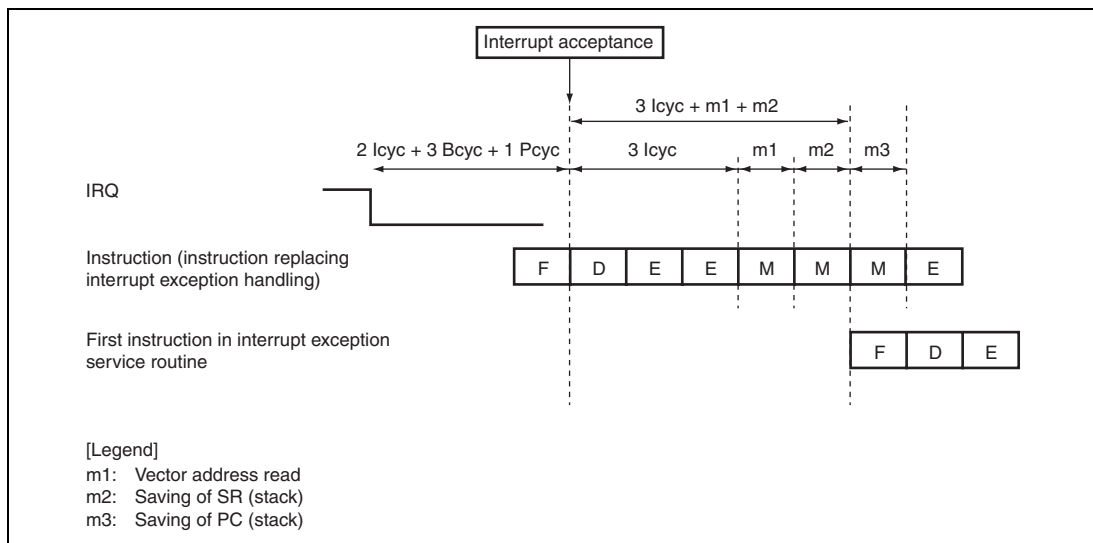 Interrupt acceptance
3 Icyc + m1 + m2
2 Icyc + 3 Bcyc + 1 Pcyc 3 Icyc m1 m2 m3
IRQ
Instruction (instruction replacing
interrupt exception handling)
F D E E M M M E
First instruction in interrupt exception
service routine
F D E
[Legend]
m1: Vector address read
m2: Saving of SR (stack)
m3: Saving of PC (stack)